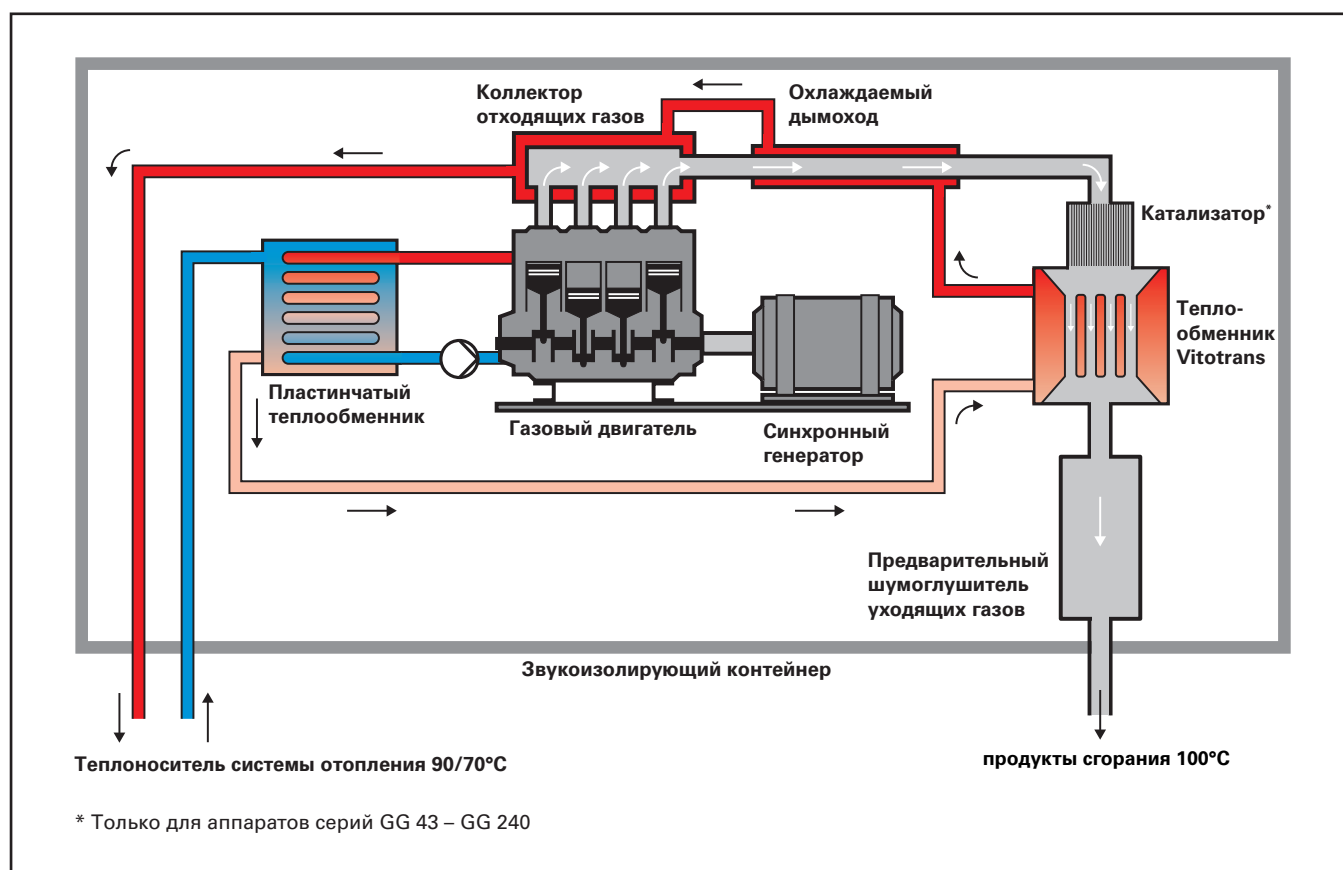 Коллектор
отходящих газов
Охлаждаемый
дымоход
Катализатор*
Тепло-
обменник
Vitotrans
Пластинчатый
теплообменник
Газовый двигатель
Синхронный
генератор
Предварительный
шумоглушитель
уходящих газов
Звукоизолирующий контейнер
Теплоноситель системы отопления 90/70°C
продукты сгорания 100°C
* Только для аппаратов серий GG 43 – GG 240